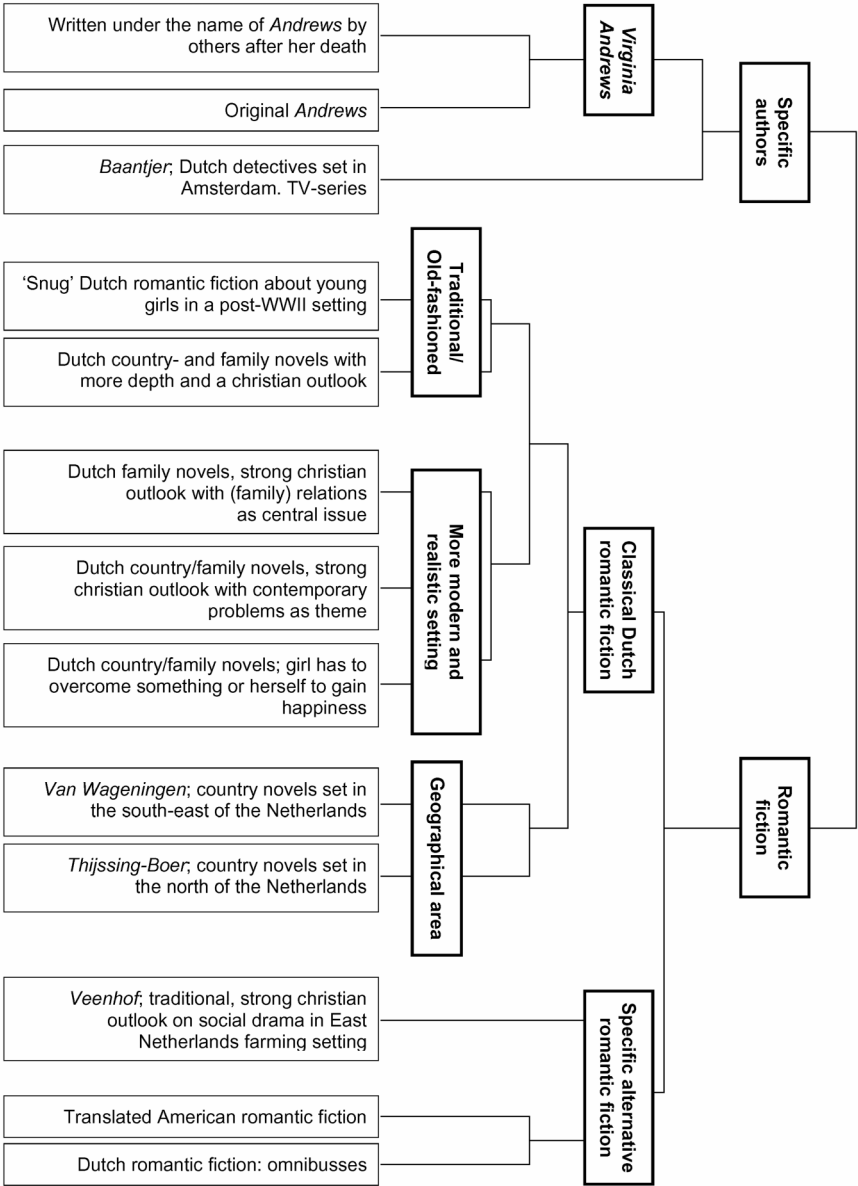 Written under the name of Andrews by
others after her death
Original Andrews
Baantjer; Dutch detectives set in
Amsterdam. TV-series
Virginia
Andrews
Specific
authors
‘Snug’ Dutch romantic fiction about young
girls in a post-WWII setting
Dutch country- and family novels with
more depth and a christian outlook
Traditional/
Old-fashioned
Dutch family novels, strong christian
outlook with (family) relations
as central issue
Dutch country/family novels, strong
christian outlook with contemporary
problems as theme
Dutch country/family novels; girl has to
overcome something or herself to gain
happiness
More modern and
realistic setting
Van Wageningen; country novels set in
the south-east of the Netherlands
Thijssing-Boer; country novels set in
the north of the Netherlands
Geographical area
Classical Dutch
romantic fiction
Veenhof; traditional, strong christian
outlook on social drama in East
Netherlands farming setting
Translated American romantic fiction
Dutch romantic fiction: omnibusses
Specific alternative
romantic fiction
Romantic
fiction